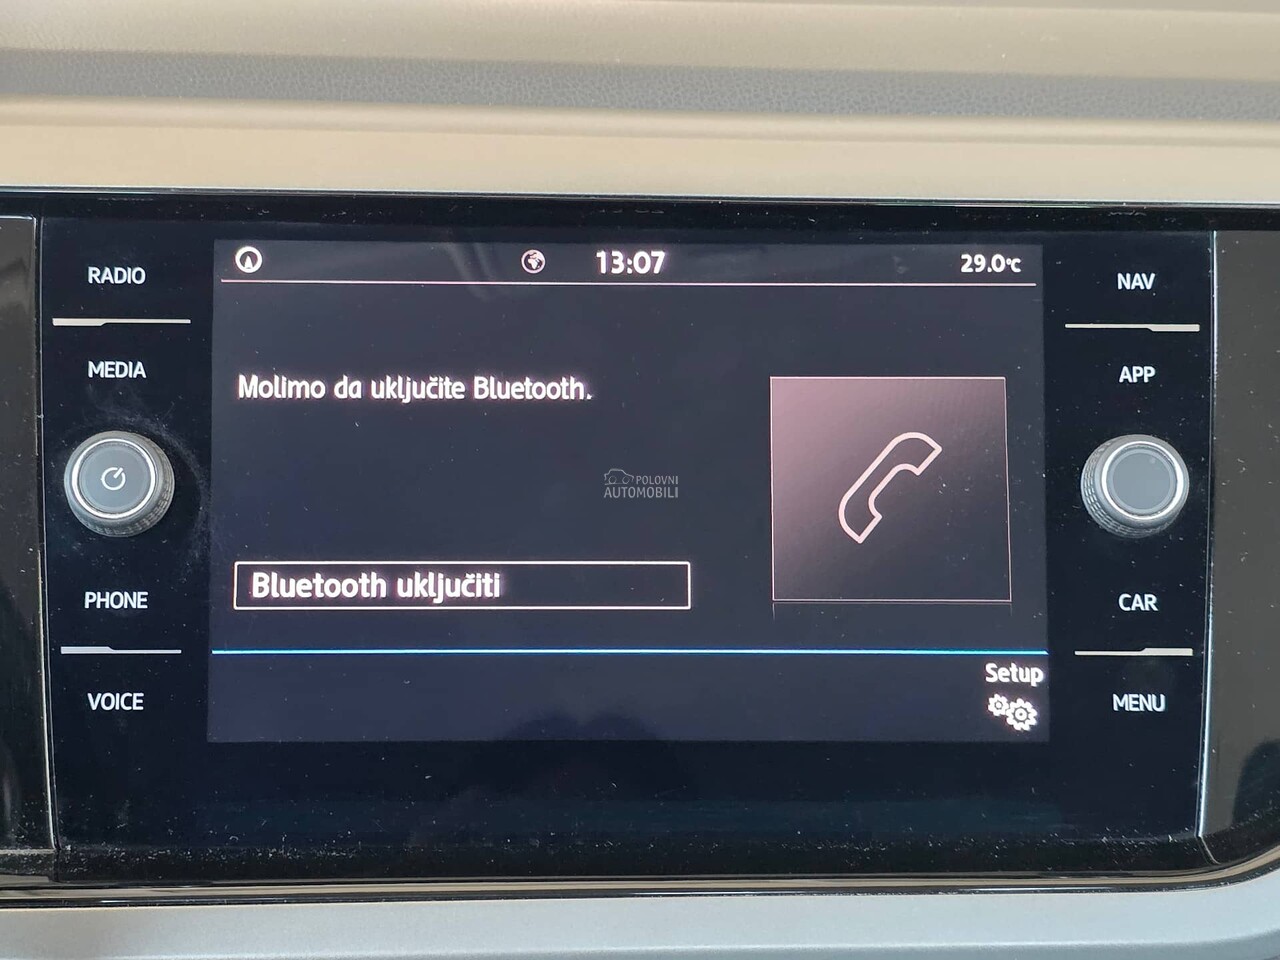 RADIO
MEDIA
PHONE
VOICE
13:07
29.0°C
Molimo da uključite Bluetooth.
POLOVNI
AUTOMOBILI
Bluetooth uključiti
Setup
NAV
APP
CAR
MENU